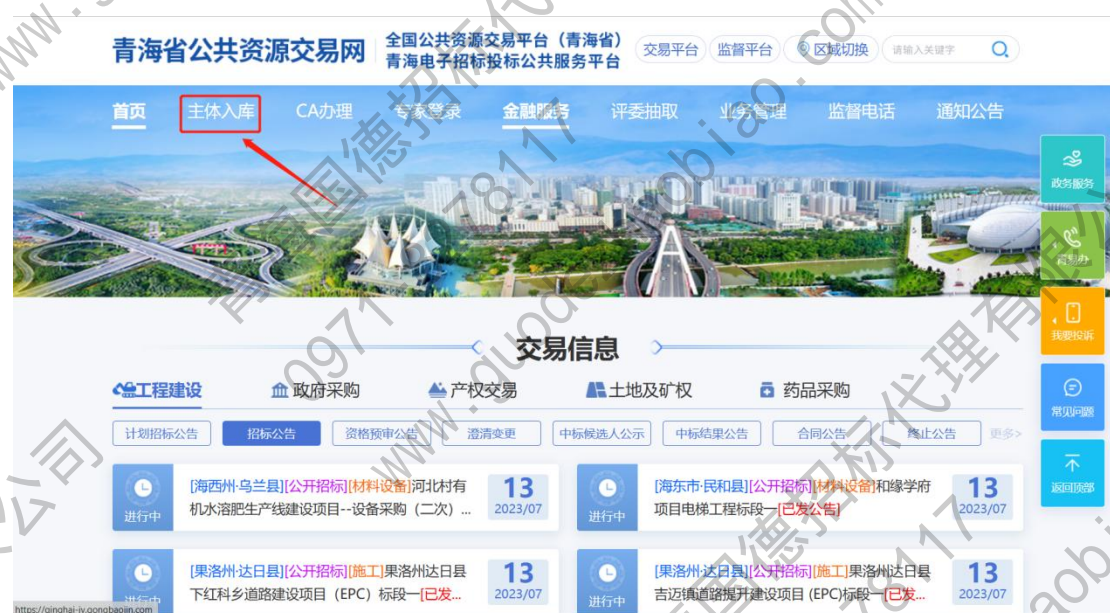 青海省公共资源交易网
全国公共资源交易平台（青海省）
青海电子招标投标公共服务平台
交易平台 监督平台 区域切换 请输入关键字
首页 主体入库 CA办理 专家登录 金融服务 评委抽取 业务管理 监督电话 通知公告
政务服务
我要投诉
常见问题
返回顶部
交易信息
工程建设 政府采购 产权交易 土地及矿权 药品采购
计划招标公告 招标公告 资格预审公告 澄清变更 中标候选人公示 中标结果公告 合同公告 终止公告 更多>
进行中
[海西州·乌兰县][公开招标][材料设备]河北村有
机水溶肥生产线建设项目--设备采购（二次）...
13
2023/07
进行中
[海东市·民和县][公开招标][材料设备]和缘学府
项目电梯工程标段一[已发公告]
13
2023/07
进行中
[果洛州·达日县][公开招标][施工]果洛州达日县
下红科乡道路建设项目（EPC）标段一[已发...
13
2023/07
进行中
[果洛州·达日县][公开招标][施工]果洛州达日县
吉迈镇道路提升建设项目 (EPC)标段一[已发...
13
2023/07
0971
www.guo